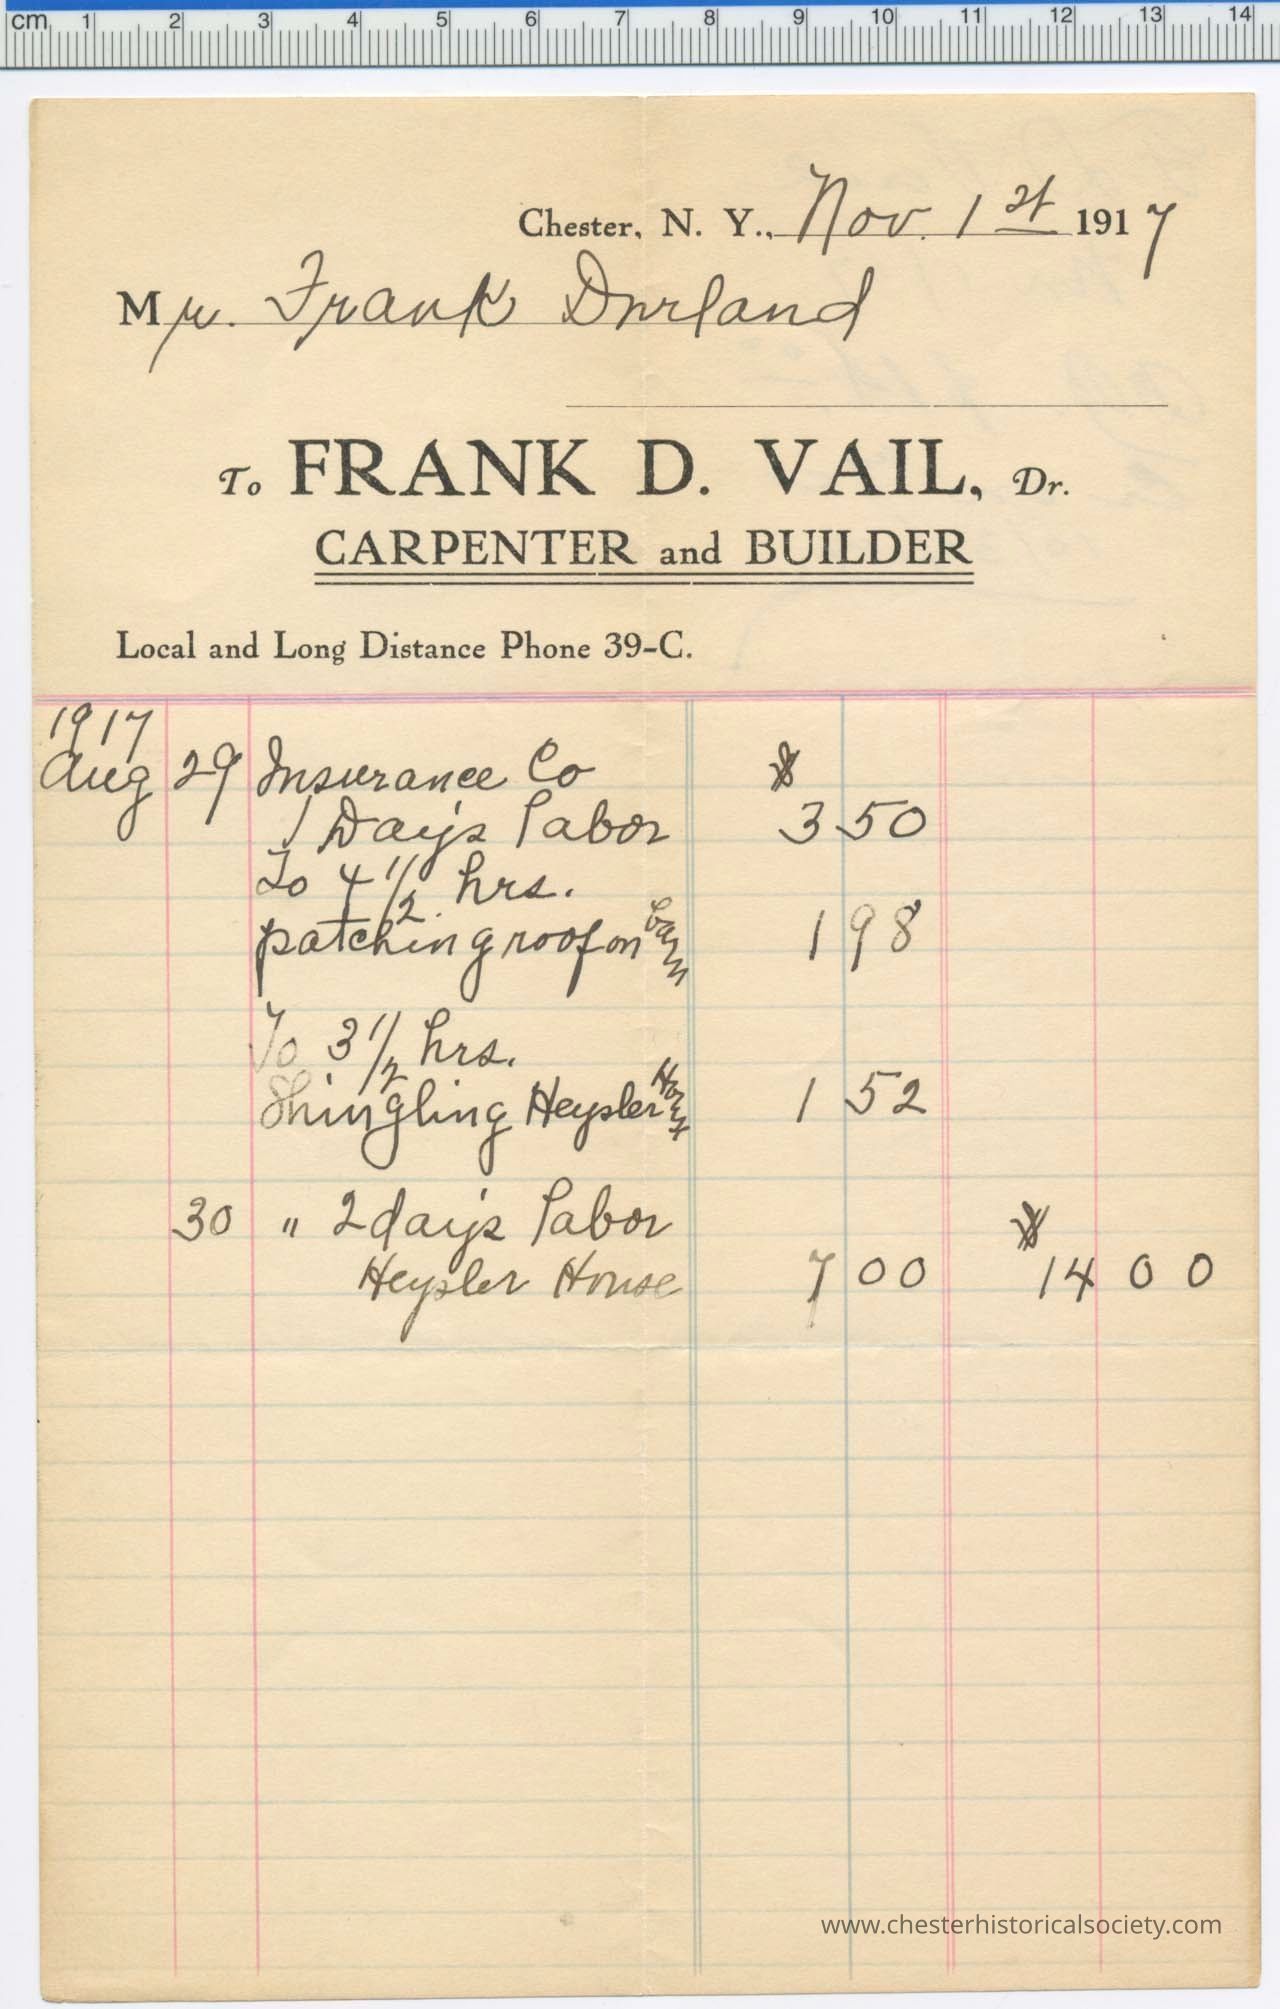 cm 1 2 3 4 5 6 7 8 9 10 11 12 13 14
Chester, N. Y., Nov. 1st 1917
Mr. Frank Durland
To FRANK D. VAIL, Dr.
CARPENTER and BUILDER
Local and Long Distance Phone 39-C.
1917
Aug 29 Insurance Co $
1 Day's Labor 3 50
To 4 1/2 hrs.
patching roof on barn 1 98
To 3 1/2 hrs.
Shingling Heysler House 1 52
30 " 2 day's Labor $
Heysler House 7 00 14 00
www.chesterhistoricalsociety.com